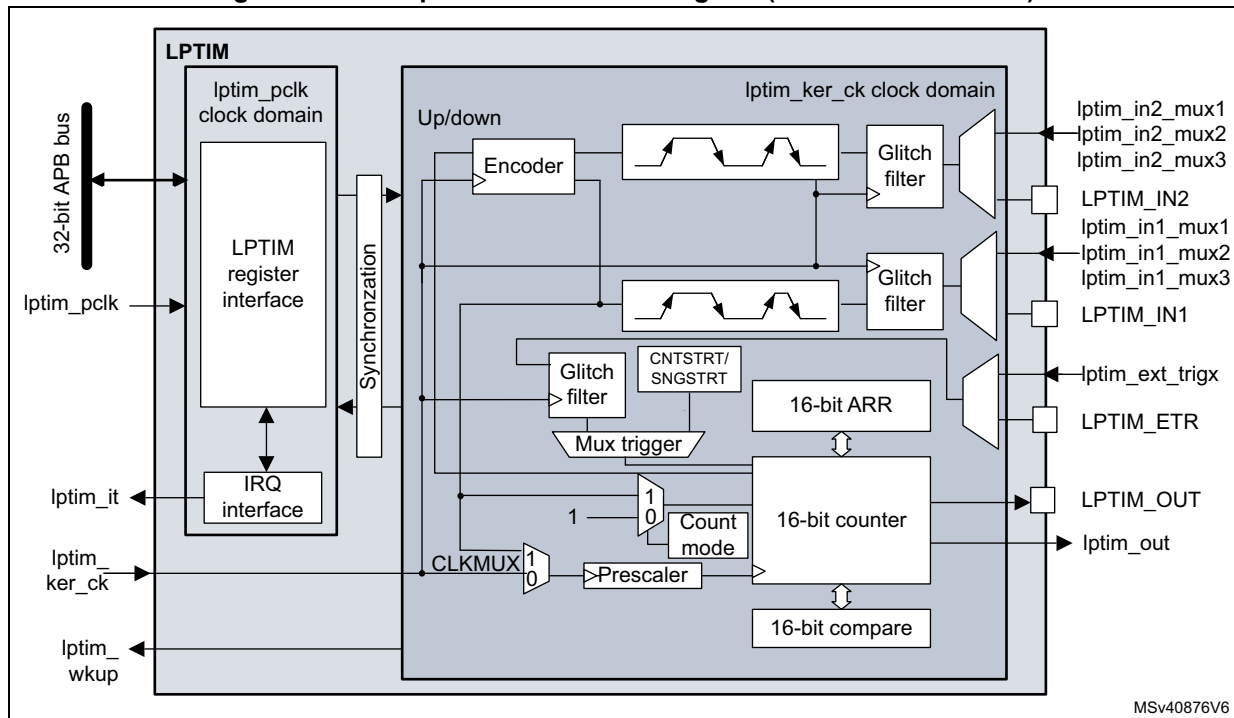 LPTIM
lptim_pclk
clock domain
lptim_ker_ck clock domain
32-bit APB bus
LPTIM
register
interface
lptim_pclk
IRQ
interface
lptim_it
lptim_
ker_ck
lptim_
wkup
Synchronzation
Up/down
Encoder
Glitch
filter
Glitch
filter
lptim_in2_mux1
lptim_in2_mux2
lptim_in2_mux3
LPTIM_IN2
lptim_in1_mux1
lptim_in1_mux2
lptim_in1_mux3
LPTIM_IN1
Glitch
filter
CNTSTRT/
SNGSTRT
Mux trigger
16-bit ARR
lptim_ext_trigx
LPTIM_ETR
1
1
0
Count
mode
16-bit counter
LPTIM_OUT
lptim_out
CLKMUX
1
0
Prescaler
16-bit compare
MSv40876V6